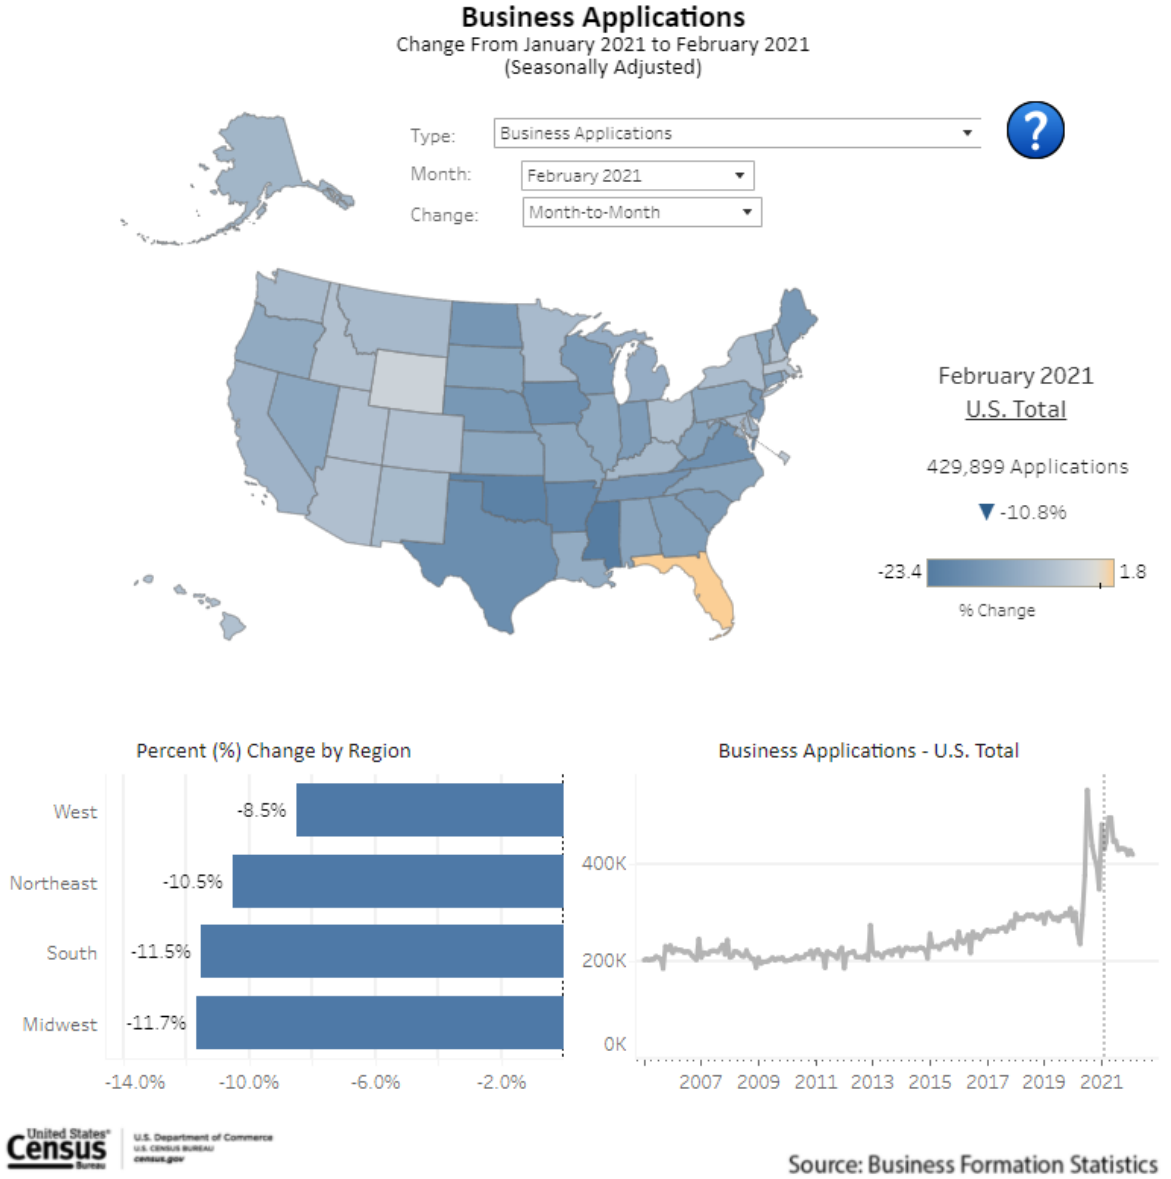 Business Applications
Change From January 2021 to February 2021
(Seasonally Adjusted)
Type: Business Applications
?
Month: February 2021
Change: Month-to-Month
February 2021
U.S. Total
429,899 Applications
-10.8%
-23.4 1.8
% Change
Percent (%) Change by Region
West -8.5%
Northeast -10.5%
South -11.5%
Midwest -11.7%
-14.0% -10.0% -6.0% -2.0%
Business Applications - U.S. Total
400K
200K
0K
2007 2009 2011 2013 2015 2017 2019 2021
United States®
Census
Bureau
U.S. Department of Commerce
U.S. CENSUS BUREAU
census.gov
Source: Business Formation Statistics